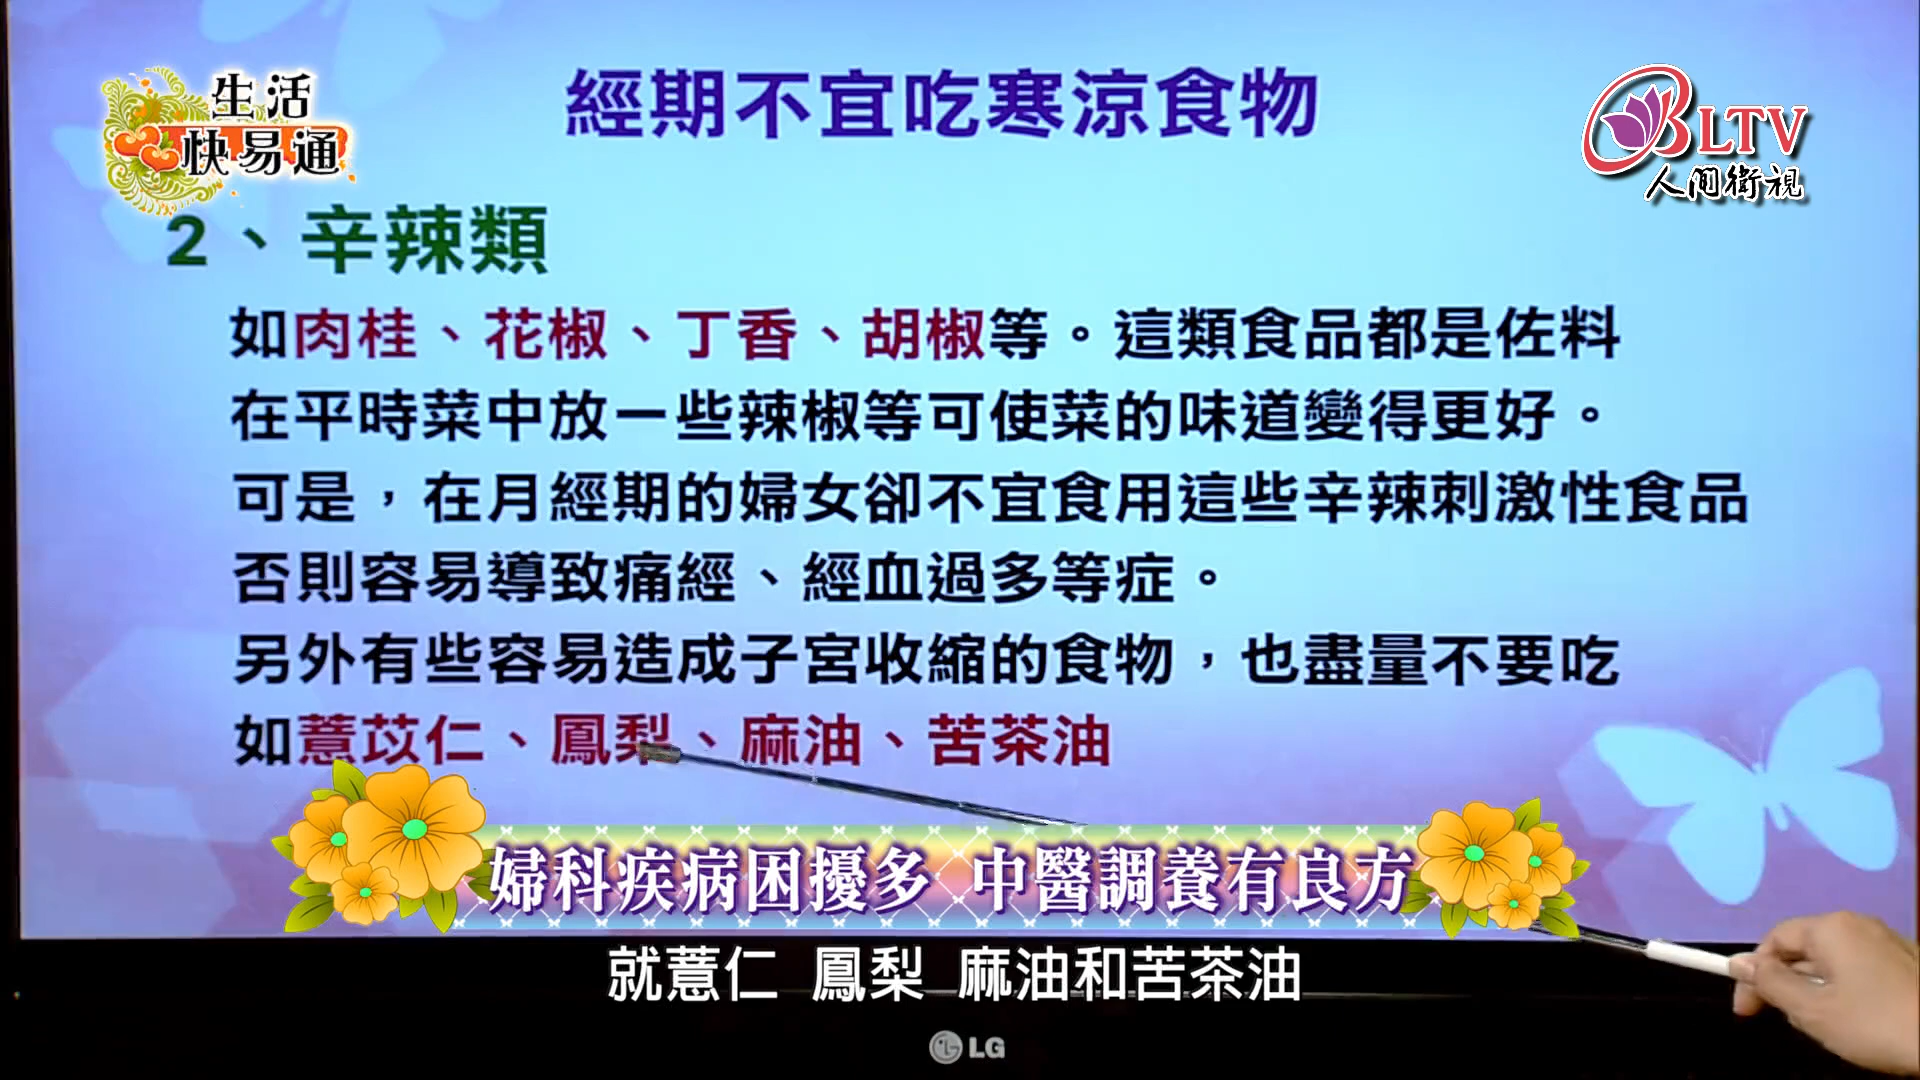 生活
快易通
經期不宜吃寒涼食物
BLTV
人間衛視
2、辛辣類
如肉桂、花椒、丁香、胡椒等。這類食品都是佐料
在平時菜中放一些辣椒等可使菜的味道變得更好。
可是，在月經期的婦女卻不宜食用這些辛辣刺激性食品
否則容易導致痛經、經血過多等症。
另外有些容易造成子宮收縮的食物，也盡量不要吃
如薏苡仁、鳳梨、麻油、苦茶油
婦科疾病困擾多 中醫調養有良方
就薏仁 鳳梨 麻油和苦茶油
LG